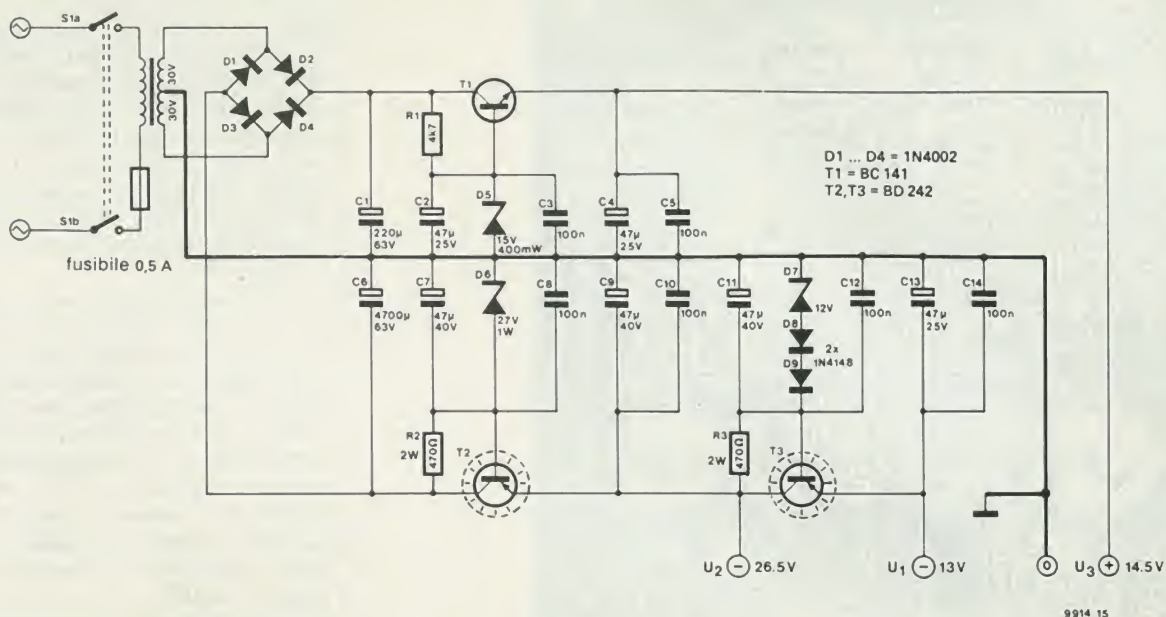 S1a
30V
30V
D1
D2
D3
D4
S1b
fusibile 0,5 A
T1
R1
4k7
D1 ... D4 = 1N4002
T1 = BC 141
T2,T3 = BD 242
C1
220µ
63V
C2
47µ
25V
D5
15V
400mW
C3
100n
C4
47µ
25V
C5
100n
C6
4700µ
63V
C7
47µ
40V
D6
27V
1W
C8
100n
C9
47µ
40V
C10
100n
C11
47µ
40V
D7
12V
D8
2x
1N4148
D9
C12
100n
C13
47µ
25V
C14
100n
R2
2W
470Ω
T2
R3
2W
470Ω
T3
U2 − 26.5V
U1 − 13V
0
U3 + 14.5V
9914 15